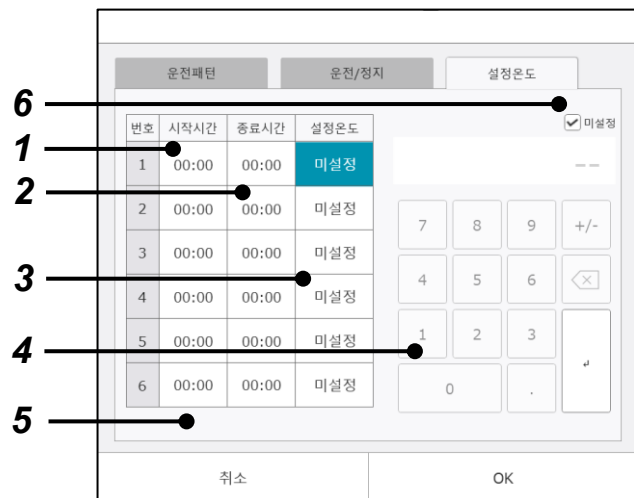 운전패턴 운전/정지 설정온도
6
미설정
번호 시작시간 종료시간 설정온도
1
1 00:00 00:00 미설정
--
2
2 00:00 00:00 미설정
7 8 9 +/-
3 00:00 00:00 미설정
3
4 5 6
4 00:00 00:00 미설정
1 2 3
5 00:00 00:00 미설정
4
6 00:00 00:00 미설정
0 .
5
취소 OK